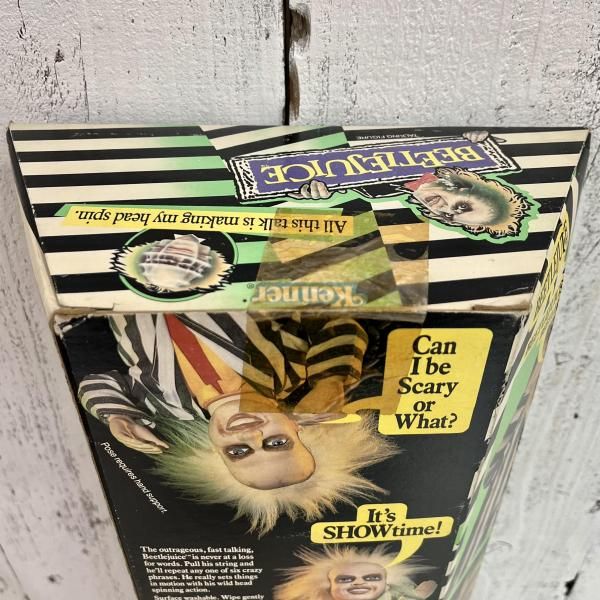 TALKING FIGURE
BEETLEJUICE
All this talk is making my head spin.
Kenner®
Can
I be
Scary
or
What?
Pose requires hand support.
It's
SHOWtime!
The outrageous, fast talking,
Beetlejuice™ is never at a loss
for words. Pull his string and
he'll repeat any one of six crazy
phrases. He really sets things
in motion with his wild head
spinning action.
Surface washable. Wipe gently